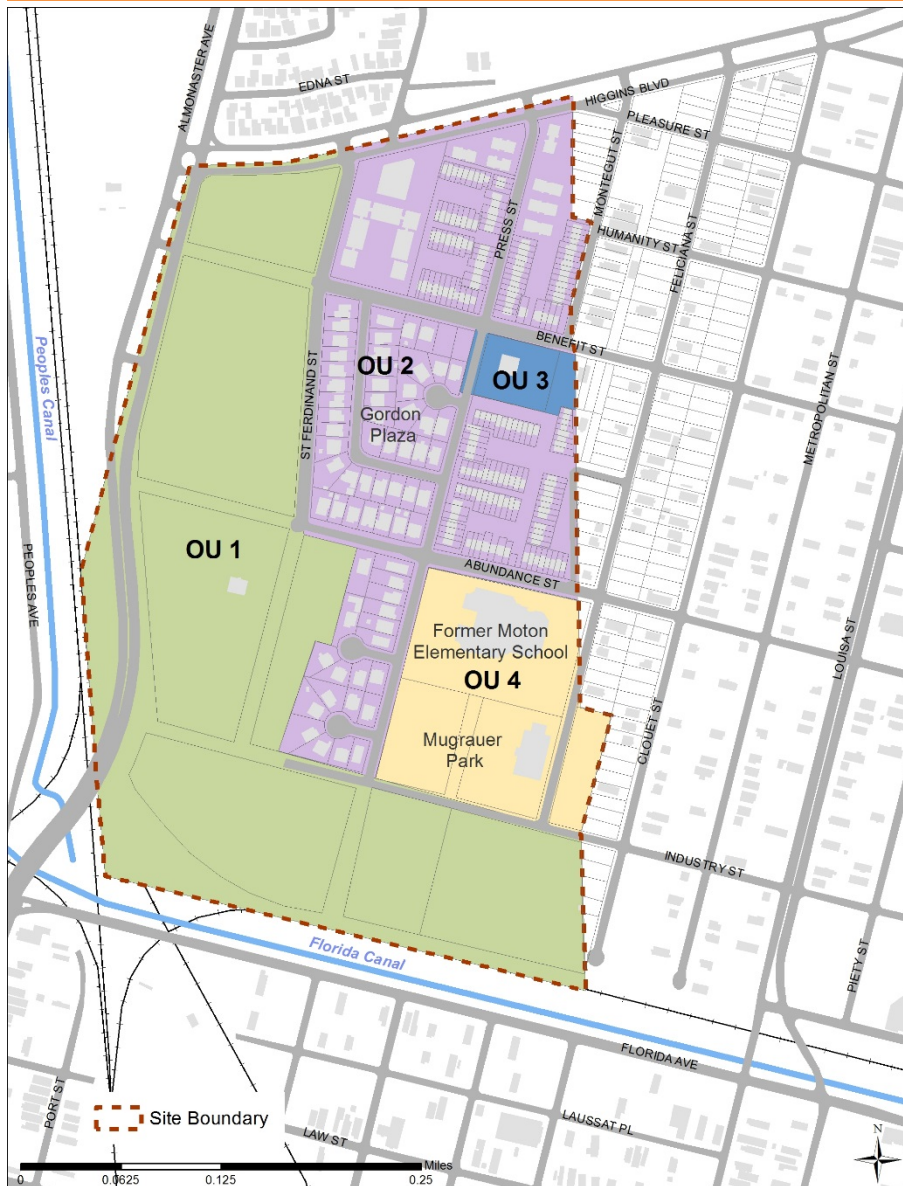 ALMONASTER AVE
EDNA ST
HIGGINS BLVD
PLEASURE ST
MONTEGUT ST
FELICIANA ST
PRESS ST
HUMANITY ST
METROPOLITAN ST
BENEFIT ST
Peoples Canal
ST FERDINAND ST
OU 2
OU 3
Gordon
Plaza
PEOPLES AVE
OU 1
ABUNDANCE ST
LOUISA ST
Former Moton
Elementary School
OU 4
Mugrauer
Park
CLOUET ST
INDUSTRY ST
PIETY ST
Florida Canal
FLORIDA AVE
PORT ST
Site Boundary
LAW ST
LAUSSAT PL
N
Miles
0 0.0625 0.125 0.25